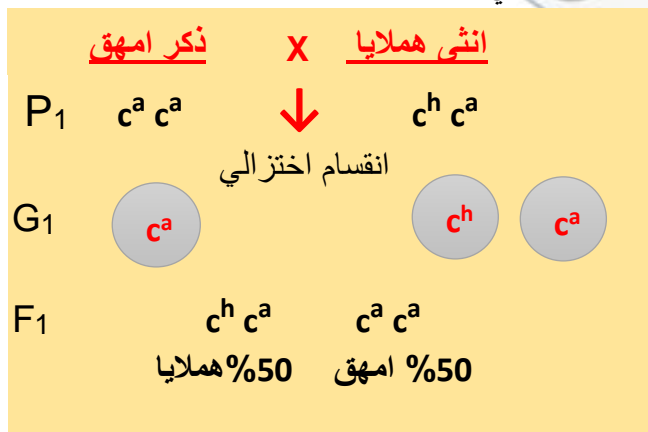 انثى هملايا X ذكر امهق
P₁ cᵃ cᵃ cʰ cᵃ
انقسام اختزالي
G₁ cᵃ cʰ cᵃ
F₁ cʰ cᵃ cᵃ cᵃ
50% هملايا 50% امهق